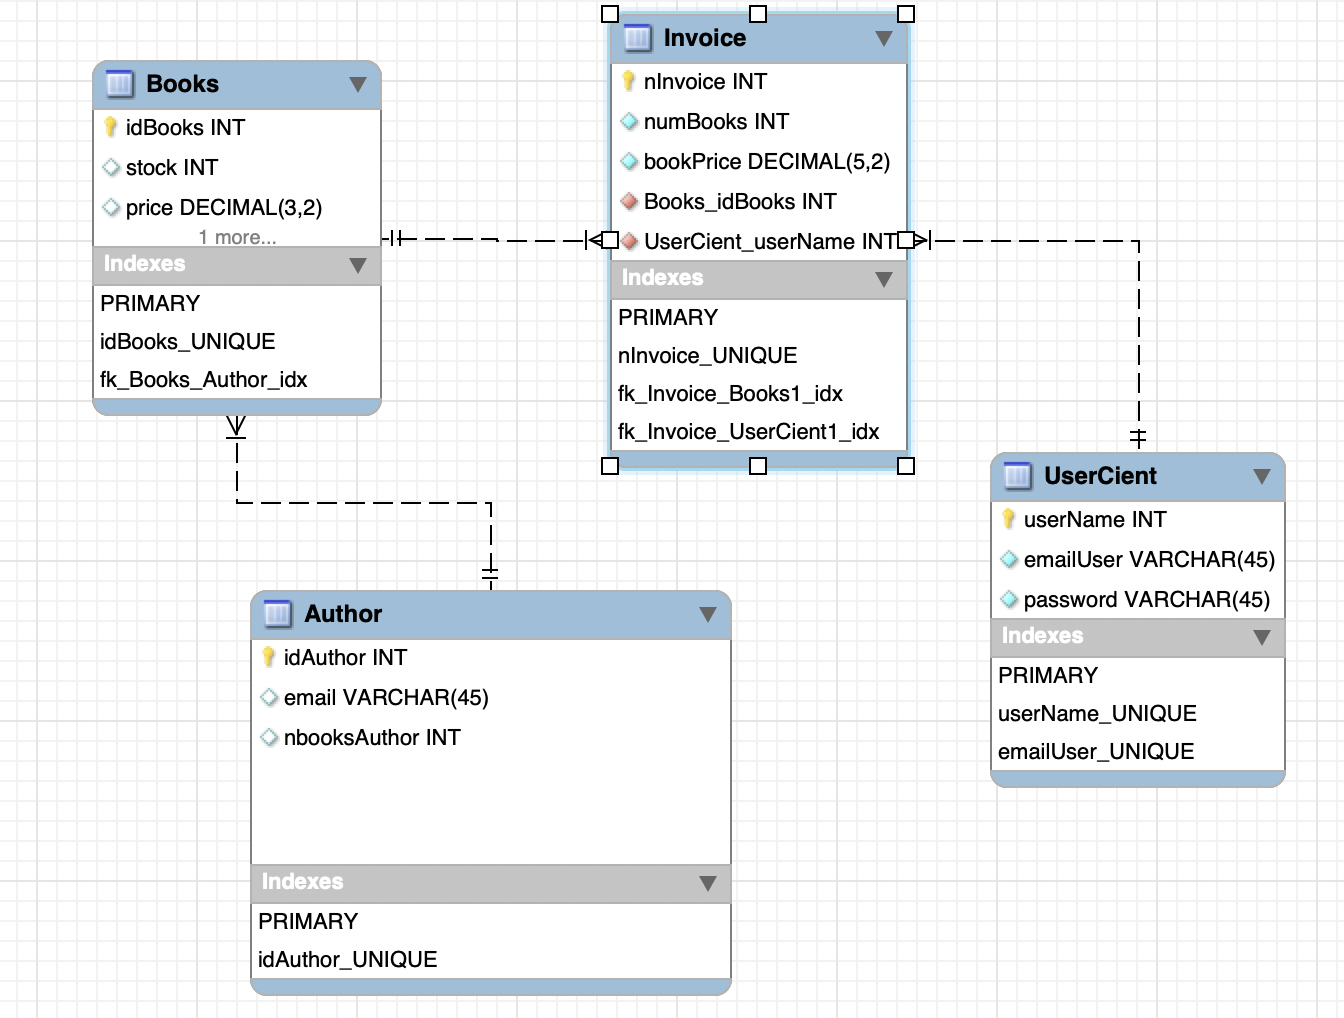 Books
idBooks INT
stock INT
price DECIMAL(3,2)
1 more...
Indexes
PRIMARY
idBooks_UNIQUE
fk_Books_Author_idx
Invoice
nInvoice INT
numBooks INT
bookPrice DECIMAL(5,2)
Books_idBooks INT
UserCient_userName INT
Indexes
PRIMARY
nInvoice_UNIQUE
fk_Invoice_Books1_idx
fk_Invoice_UserCient1_idx
UserCient
userName INT
emailUser VARCHAR(45)
password VARCHAR(45)
Indexes
PRIMARY
userName_UNIQUE
emailUser_UNIQUE
Author
idAuthor INT
email VARCHAR(45)
nbooksAuthor INT
Indexes
PRIMARY
idAuthor_UNIQUE